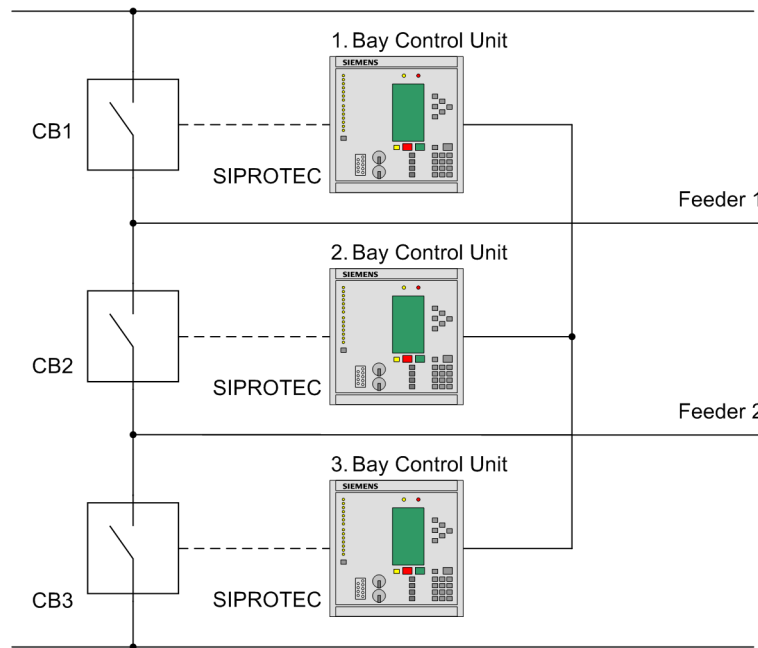 1. Bay Control Unit
SIEMENS
CB1
SIPROTEC
Feeder 1
2. Bay Control Unit
SIEMENS
CB2
SIPROTEC
Feeder 2
3. Bay Control Unit
SIEMENS
CB3
SIPROTEC